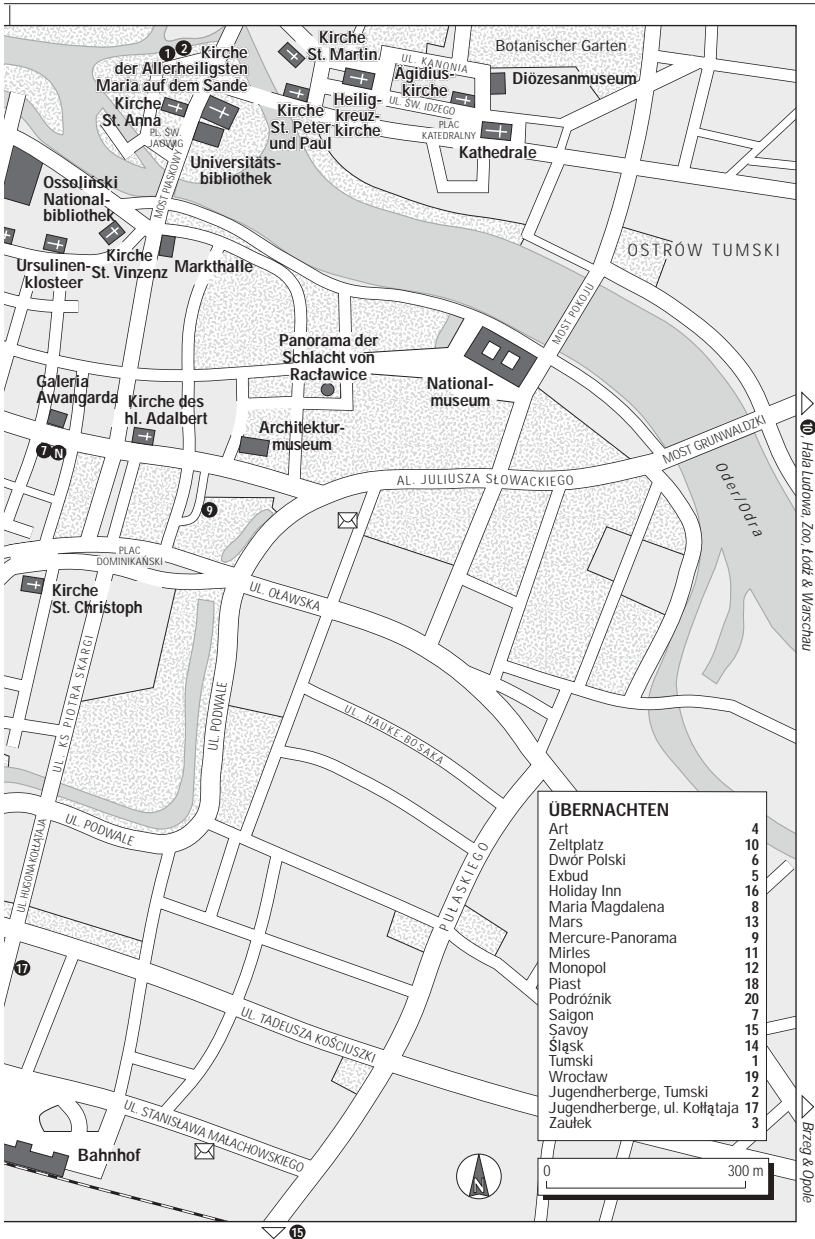 1 2
Kirche
der Allerheiligsten
Maria auf dem Sande
Kirche
St. Martin
UL. KANONIA
Botanischer Garten
Ägidius-
kirche
Diözesanmuseum
Kirche
St. Anna
PL. ŚW.
JADWIG
Kirche
St. Peter
und Paul
Heilig-
kreuz-
kirche
UL. ŚW. IDZEGO
PLAC
KATEDRALNY
Kathedrale
Universitäts-
bibliothek
MOST PIASKOWY
Ossoliński
National-
bibliothek
Ursulinen-
klosteer
Kirche
St. Vinzenz
Markthalle
OSTRÓW TUMSKI
MOST POKOJU
Panorama der
Schlacht von
Racławice
National-
museum
Galeria
Awangarda
Kirche des
hl. Adalbert
Architektur-
museum
7 N
MOST GRUNWALDZKI
10, Hala Ludowa, Zoo, Łódź & Warschau
Oder/Odra
AL. JULIUSZA SŁOWACKIEGO
9
PLAC
DOMINIKAŃSKI
Kirche
St. Christoph
UL. OŁAWSKA
UL. KS PIOTRA SKARGI
UL. PODWALE
UL. HAUKE-BOSAKA
UL. PODWALE
UL. HUGONA KOŁŁĄTAJA
PUŁASKIEGO
17
UL. TADEUSZA KOŚCIUSZKI
UL. STANISŁAWA MAŁACHOWSKIEGO
Bahnhof
N
ÜBERNACHTEN
Art 4
Zeltplatz 10
Dwór Polski 6
Exbud 5
Holiday Inn 16
Maria Magdalena 8
Mars 13
Mercure-Panorama 9
Mirles 11
Monopol 12
Piast 18
Podróżnik 20
Saigon 7
Savoy 15
Śląsk 14
Tumski 1
Wrocław 19
Jugendherberge, Tumski 2
Jugendherberge, ul. Kołłątaja 17
Zaułek 3
0 300 m
Brzeg & Opole
15